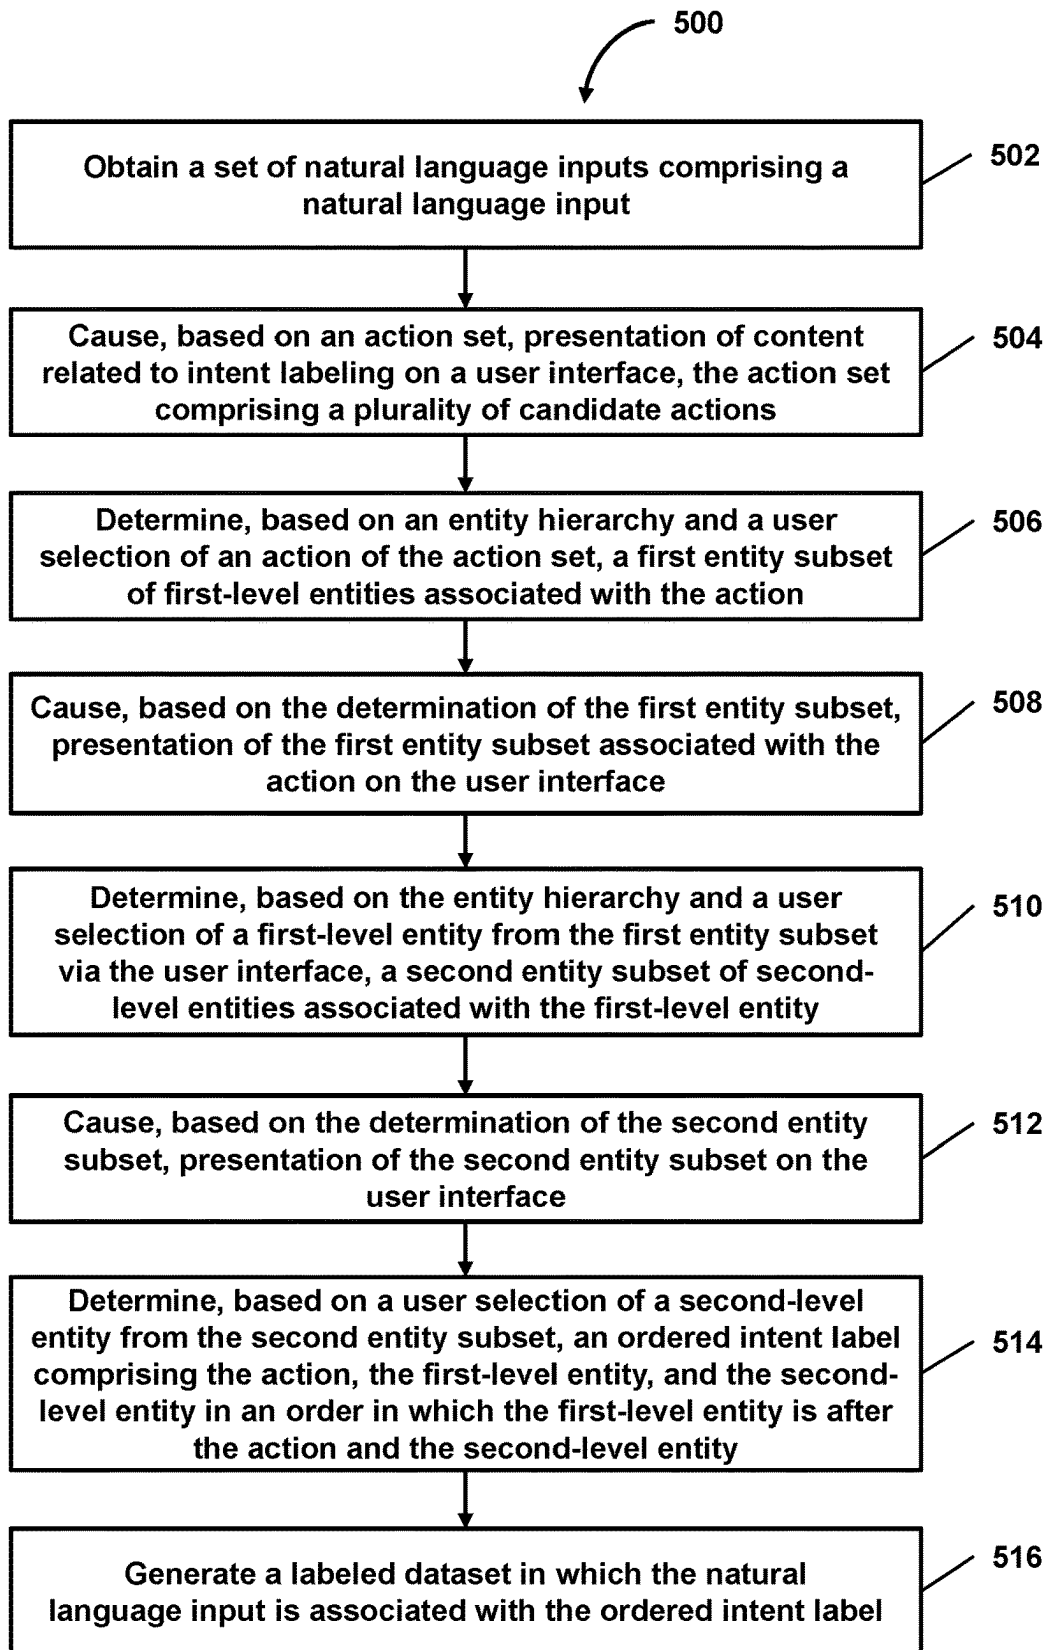 500
Obtain a set of natural language inputs comprising a
natural language input
502
Cause, based on an action set, presentation of content
related to intent labeling on a user interface, the action set
comprising a plurality of candidate actions
504
Determine, based on an entity hierarchy and a user
selection of an action of the action set, a first entity subset
of first-level entities associated with the action
506
Cause, based on the determination of the first entity subset,
presentation of the first entity subset associated with the
action on the user interface
508
Determine, based on the entity hierarchy and a user
selection of a first-level entity from the first entity subset
via the user interface, a second entity subset of second-
level entities associated with the first-level entity
510
Cause, based on the determination of the second entity
subset, presentation of the second entity subset on the
user interface
512
Determine, based on a user selection of a second-level
entity from the second entity subset, an ordered intent label
comprising the action, the first-level entity, and the second-
level entity in an order in which the first-level entity is after
the action and the second-level entity
514
Generate a labeled dataset in which the natural
language input is associated with the ordered intent label
516